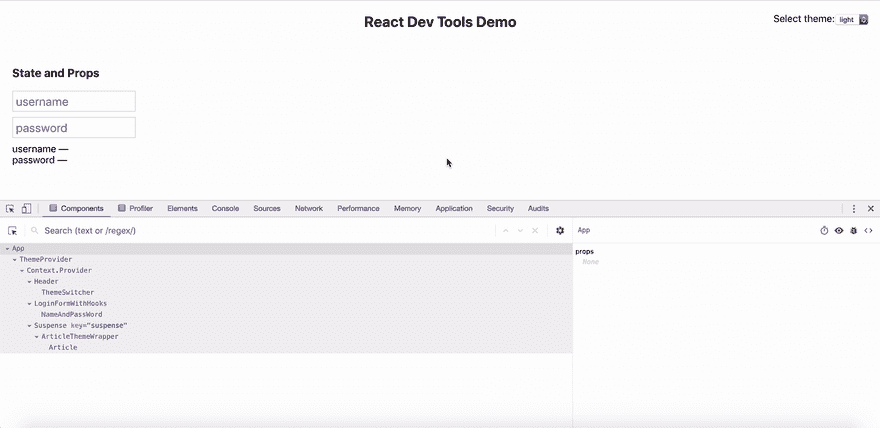 React Dev Tools Demo
Select theme: light
State and Props
username
password
username —
password —
Components Profiler Elements Console Sources Network Performance Memory Application Security Audits
Search (text or /regex/)
App
App
props
None
ThemeProvider
Context.Provider
Header
ThemeSwitcher
LoginFormWithHooks
NameAndPassWord
Suspense key="suspense"
ArticleThemeWrapper
Article